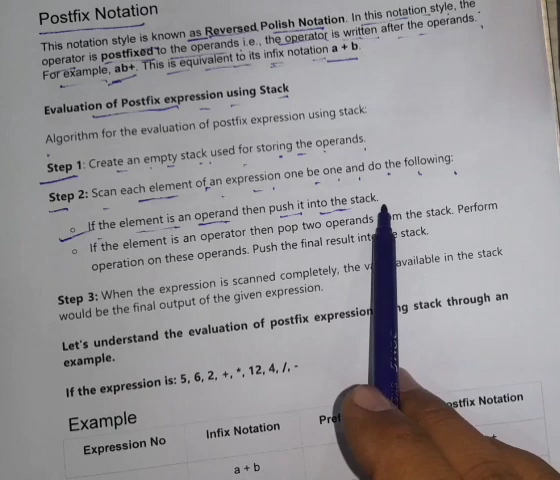 Postfix Notation
This notation style is known as Reversed Polish Notation. In this notation style, the
operator is postfixed to the operands i.e., the operator is written after the operands.
For example, ab+. This is equivalent to its infix notation a + b.
Evaluation of Postfix expression using Stack
Algorithm for the evaluation of postfix expression using stack:
Step 1: Create an empty stack used for storing the operands.
Step 2: Scan each element of an expression one be one and do the following:
o If the element is an operand then push it into the stack.
o If the element is an operator then pop two operands from the stack. Perform
operation on these operands. Push the final result into stack.
Step 3: When the expression is scanned completely, the available in the stack
would be the final output of the given expression.
Let's understand the evaluation of postfix expression stack through an
example.
If the expression is: 5, 6, 2, +, *, 12, 4, /, -
Example
Expression No Infix Notation Notation
a + b